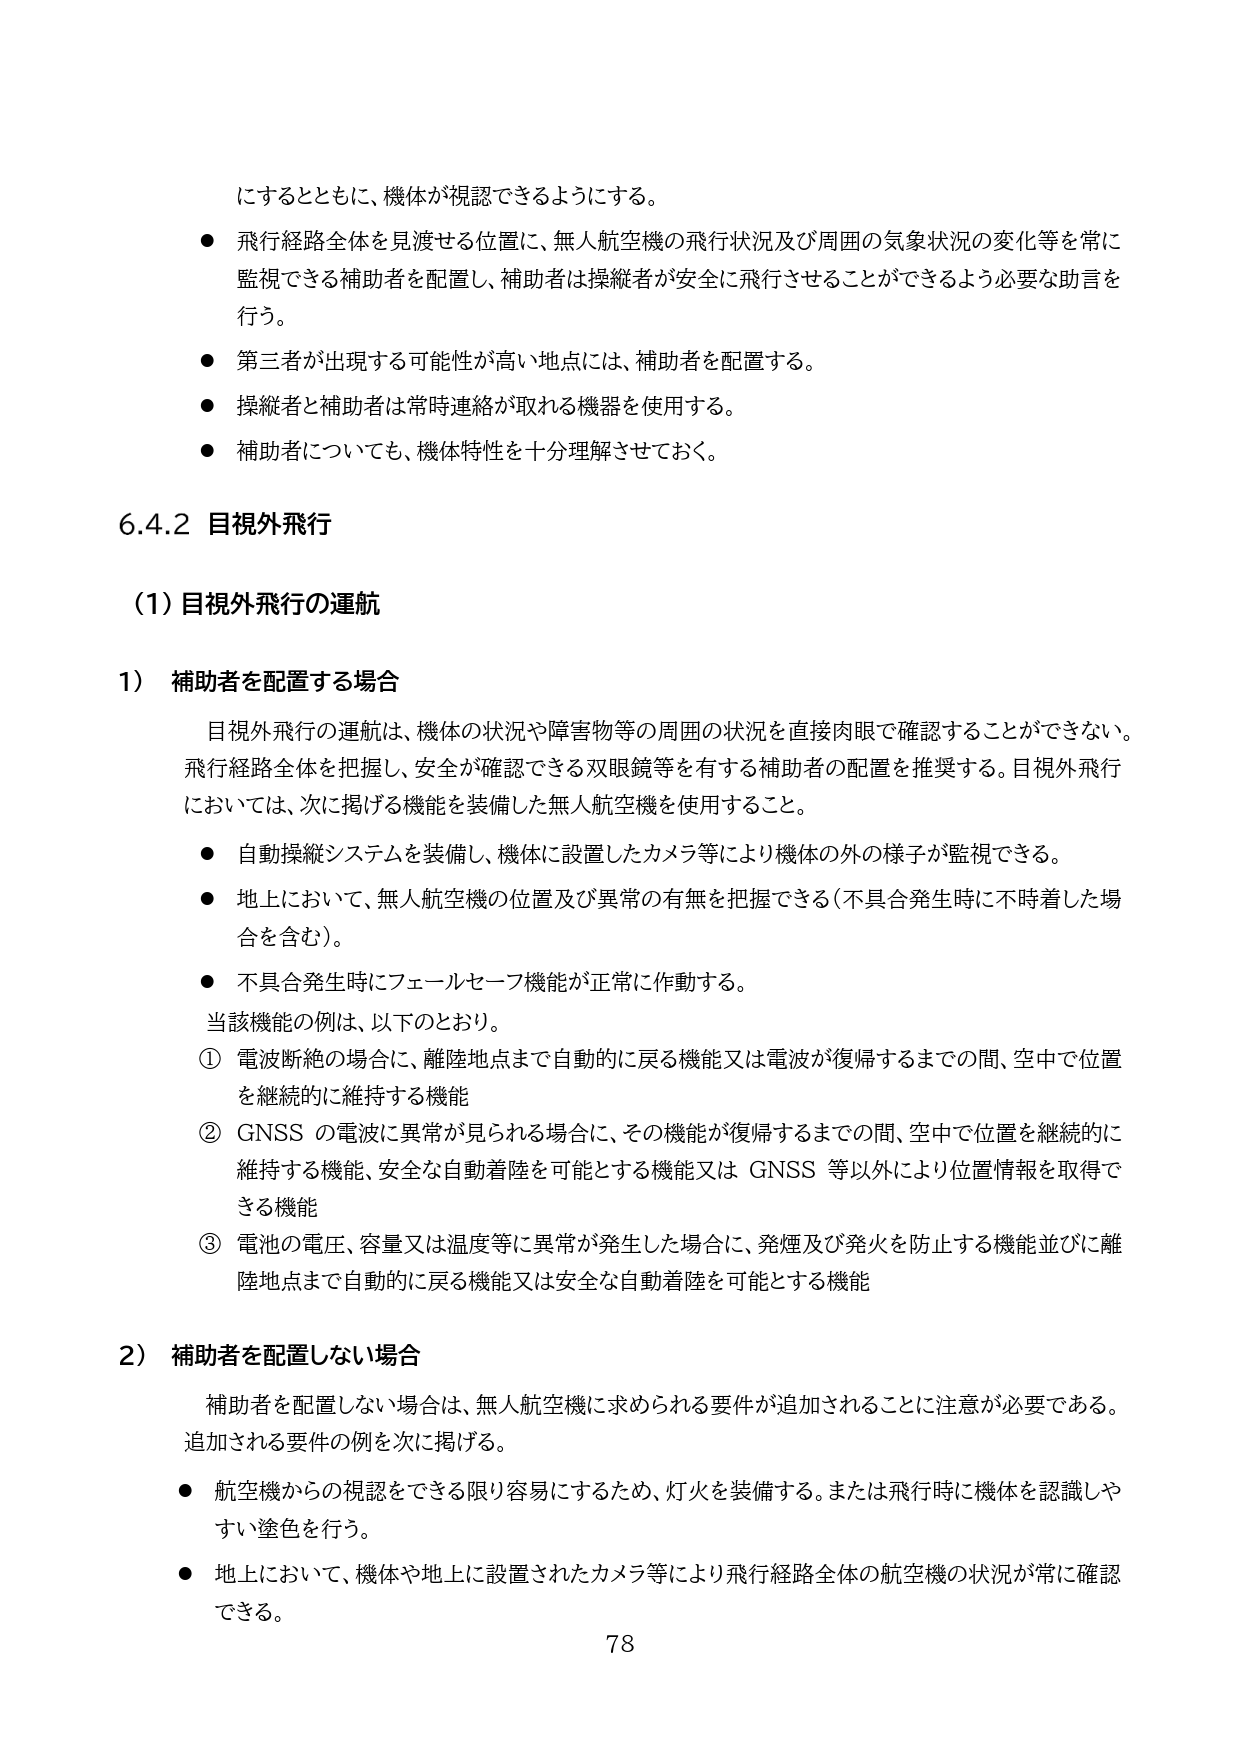 にするとともに、機体が視認できるようにする。
● 飛行経路全体を見渡せる位置に、無人航空機の飛行状況及び周囲の気象状況の変化等を常に
監視できる補助者を配置し、補助者は操縦者が安全に飛行させることができるよう必要な助言を
行う。
● 第三者が出現する可能性が高い地点には、補助者を配置する。
● 操縦者と補助者は常時連絡が取れる機器を使用する。
● 補助者についても、機体特性を十分理解させておく。
6.4.2 目視外飛行
（1）目視外飛行の運航
1） 補助者を配置する場合
目視外飛行の運航は、機体の状況や障害物等の周囲の状況を直接肉眼で確認することができない。
飛行経路全体を把握し、安全が確認できる双眼鏡等を有する補助者の配置を推奨する。目視外飛行
においては、次に掲げる機能を装備した無人航空機を使用すること。
● 自動操縦システムを装備し、機体に設置したカメラ等により機体の外の様子が監視できる。
● 地上において、無人航空機の位置及び異常の有無を把握できる（不具合発生時に不時着した場
合を含む）。
● 不具合発生時にフェールセーフ機能が正常に作動する。
当該機能の例は、以下のとおり。
① 電波断絶の場合に、離陸地点まで自動的に戻る機能又は電波が復帰するまでの間、空中で位置
を継続的に維持する機能
② GNSS の電波に異常が見られる場合に、その機能が復帰するまでの間、空中で位置を継続的に
維持する機能、安全な自動着陸を可能とする機能又は GNSS 等以外により位置情報を取得で
きる機能
③ 電池の電圧、容量又は温度等に異常が発生した場合に、発煙及び発火を防止する機能並びに離
陸地点まで自動的に戻る機能又は安全な自動着陸を可能とする機能
2） 補助者を配置しない場合
補助者を配置しない場合は、無人航空機に求められる要件が追加されることに注意が必要である。
追加される要件の例を次に掲げる。
● 航空機からの視認をできる限り容易にするため、灯火を装備する。または飛行時に機体を認識しや
すい塗色を行う。
● 地上において、機体や地上に設置されたカメラ等により飛行経路全体の航空機の状況が常に確認
できる。
78